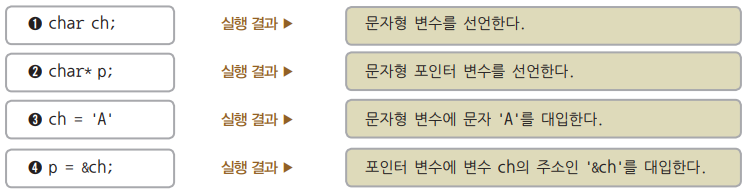 ❶ char ch; 실행 결과 ▶ 문자형 변수를 선언한다.
❷ char* p; 실행 결과 ▶ 문자형 포인터 변수를 선언한다.
❸ ch = 'A' 실행 결과 ▶ 문자형 변수에 문자 'A'를 대입한다.
❹ p = &ch; 실행 결과 ▶ 포인터 변수에 변수 ch의 주소인 '&ch'를 대입한다.